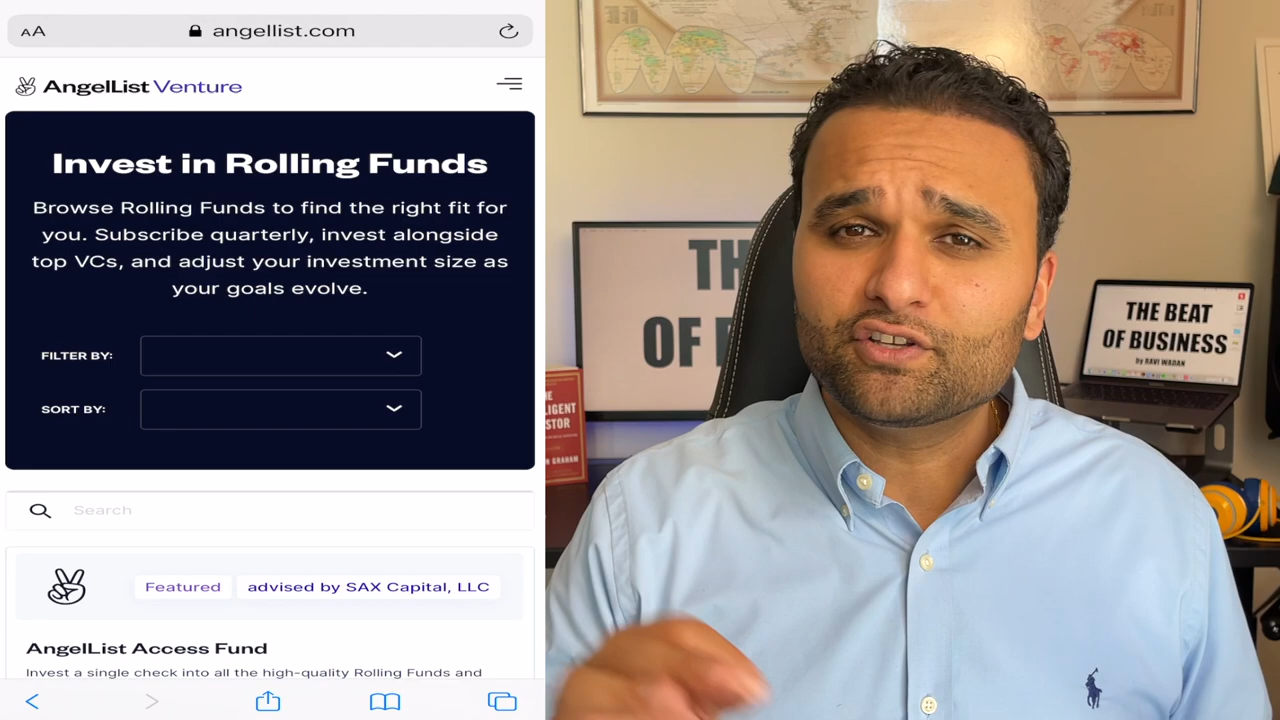 AA
angellist.com
AngelList Venture
Invest in Rolling Funds
Browse Rolling Funds to find the right fit for
you. Subscribe quarterly, invest alongside
top VCs, and adjust your investment size as
your goals evolve.
FILTER BY:
SORT BY:
Search
Featured
advised by SAX Capital, LLC
AngelList Access Fund
Invest a single check into all the high-quality Rolling Funds and
TH
OF
THE BEAT
OF BUSINESS
by RAVI WADAN
GRAHAM